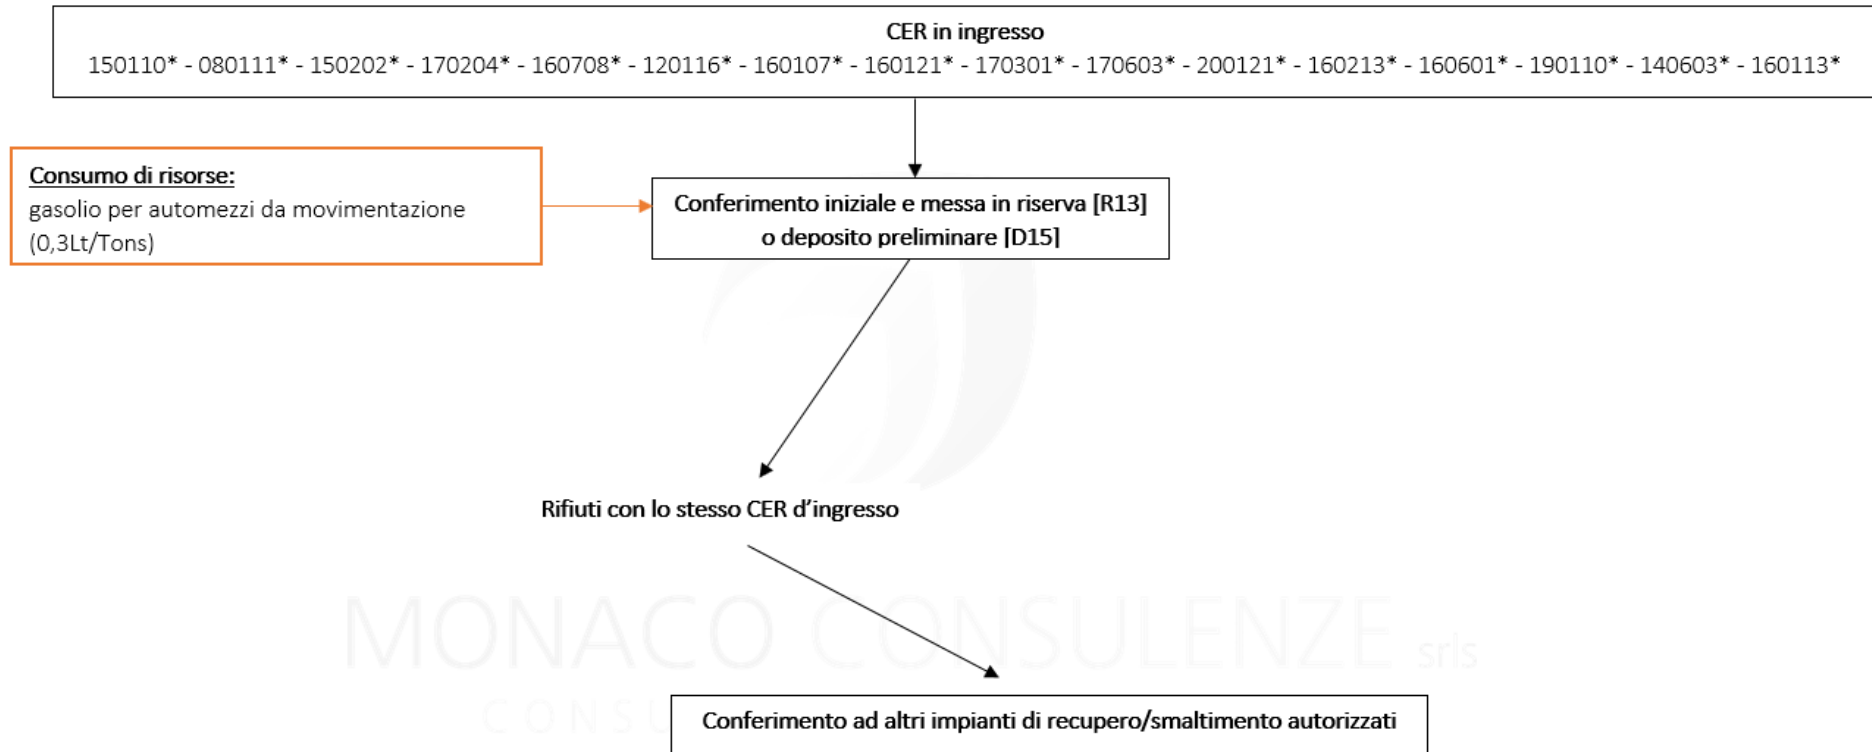 CER in ingresso
150110* - 080111* - 150202* - 170204* - 160708* - 120116* - 160107* - 160121* - 170301* - 170603* - 200121* - 160213* - 160601* - 190110* - 140603* - 160113*
Consumo di risorse:
gasolio per automezzi da movimentazione
(0,3Lt/Tons)
Conferimento iniziale e messa in riserva [R13]
o deposito preliminare [D15]
Rifiuti con lo stesso CER d’ingresso
MONACO CONSULENZE srls
CONSU
Conferimento ad altri impianti di recupero/smaltimento autorizzati